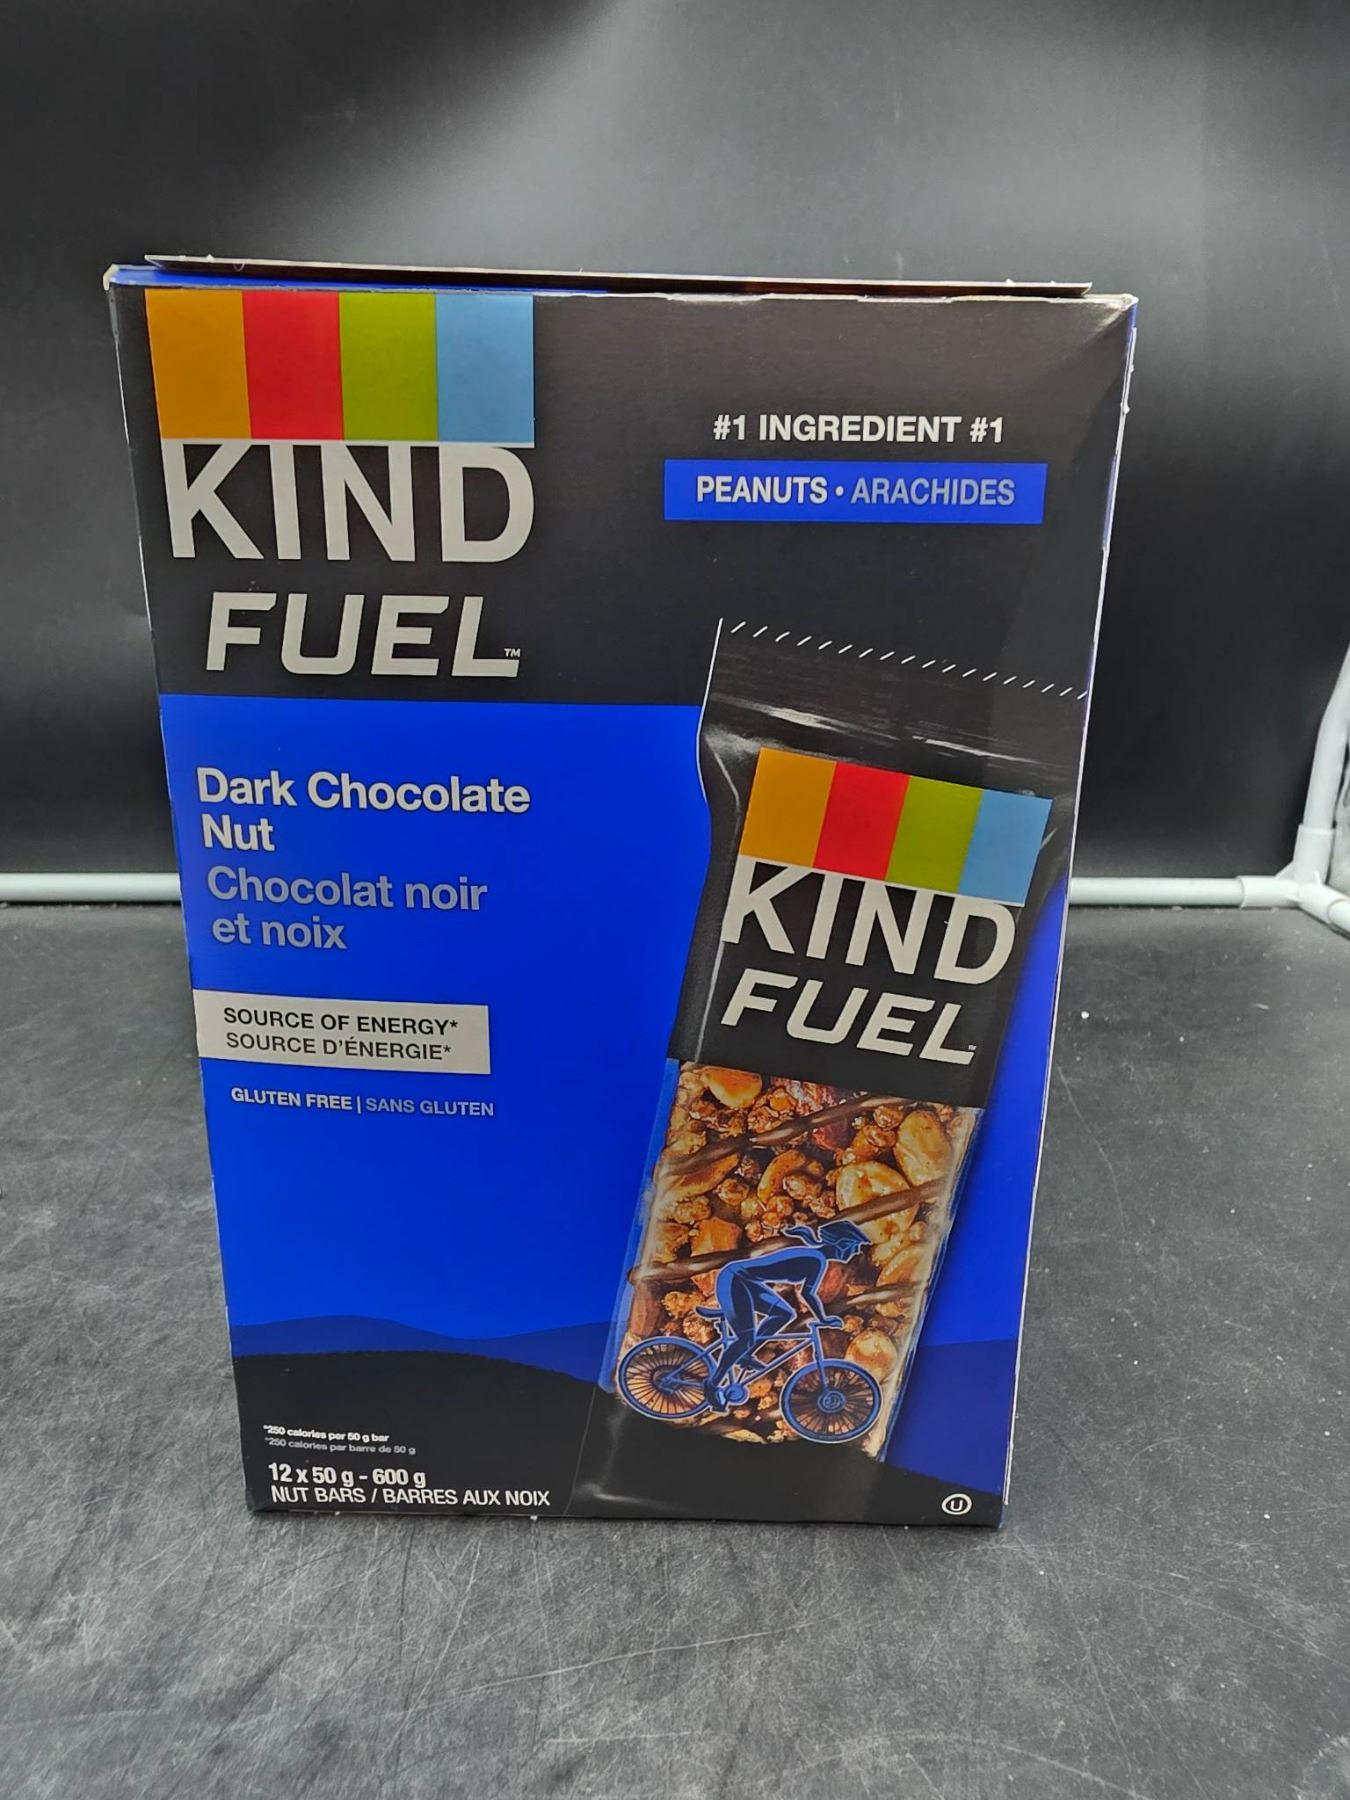 KIND
FUEL™
#1 INGREDIENT #1
PEANUTS • ARACHIDES
Dark Chocolate
Nut
Chocolat noir
et noix
SOURCE OF ENERGY*
SOURCE D'ÉNERGIE*
GLUTEN FREE | SANS GLUTEN
KIND
FUEL™
*250 calories per 50 g bar
*250 calories par barre de 50 g
12 x 50 g - 600 g
NUT BARS / BARRES AUX NOIX
U